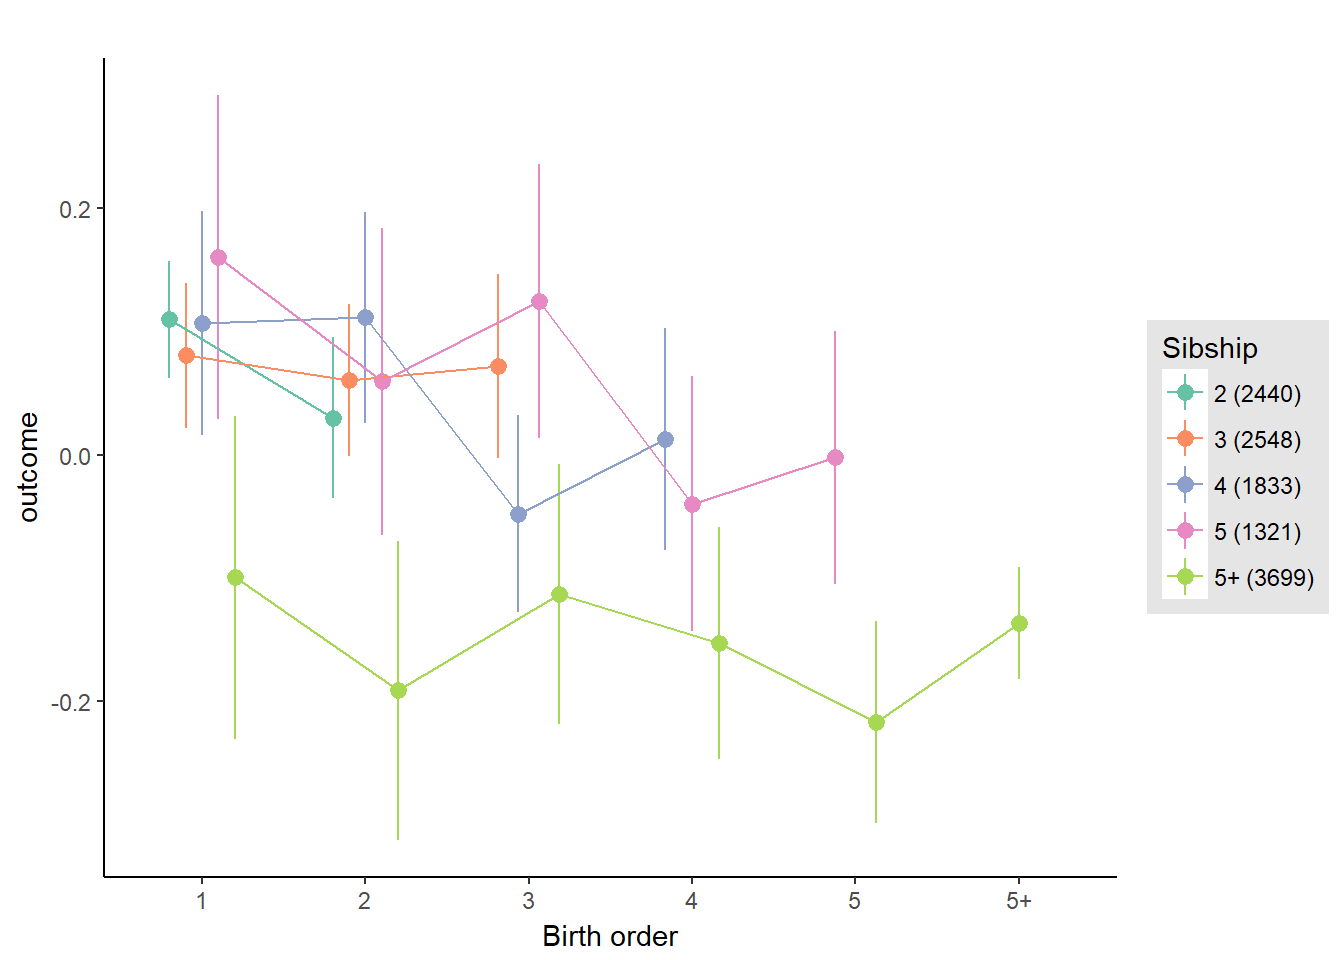 0.2
0.0
-0.2
outcome
1 2 3 4 5 5+
Birth order
Sibship
2 (2440)
3 (2548)
4 (1833)
5 (1321)
5+ (3699)